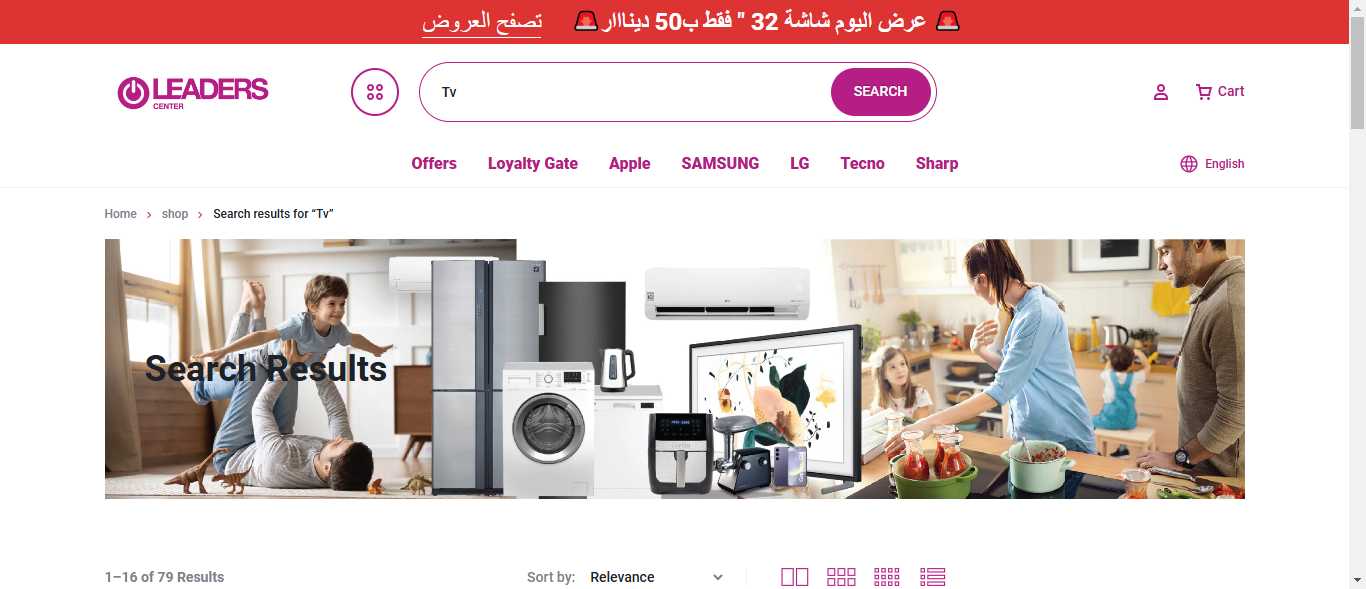 🚨 عرض اليوم شاشة 32 " فقط ب50 دينااار🚨 تصفح العروض
LEADERS
CENTER
Tv
SEARCH
Cart
Offers Loyalty Gate Apple SAMSUNG LG Tecno Sharp
English
Home > shop > Search results for “Tv”
Search Results
1–16 of 79 Results
Sort by: Relevance